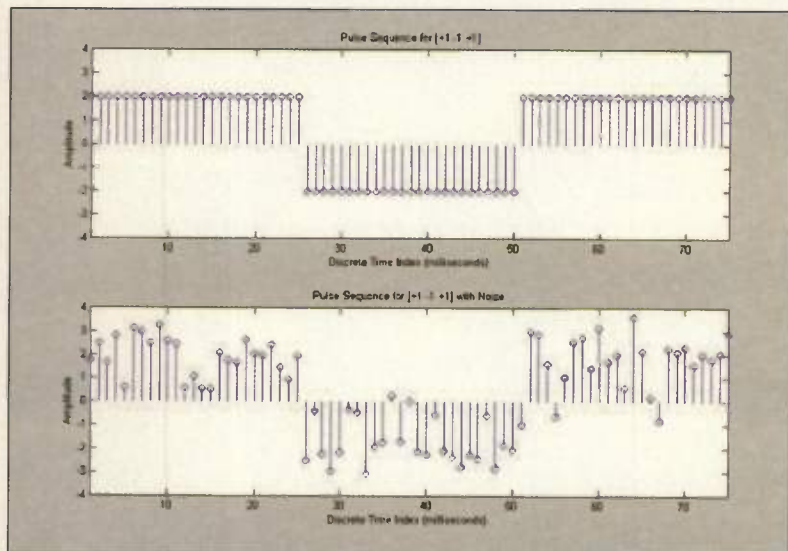 Pulse Sequence for [+1 -1 +1]
4
3
2
1
0
-1
-2
-3
-4
Amplitude
10 20 30 40 50 60 70
Discrete Time Index (milliseconds)
Pulse Sequence for [+1 -1 +1] with Noise
4
3
2
1
0
-1
-2
-3
-4
Amplitude
10 20 30 40 50 60 70
Discrete Time Index (milliseconds)